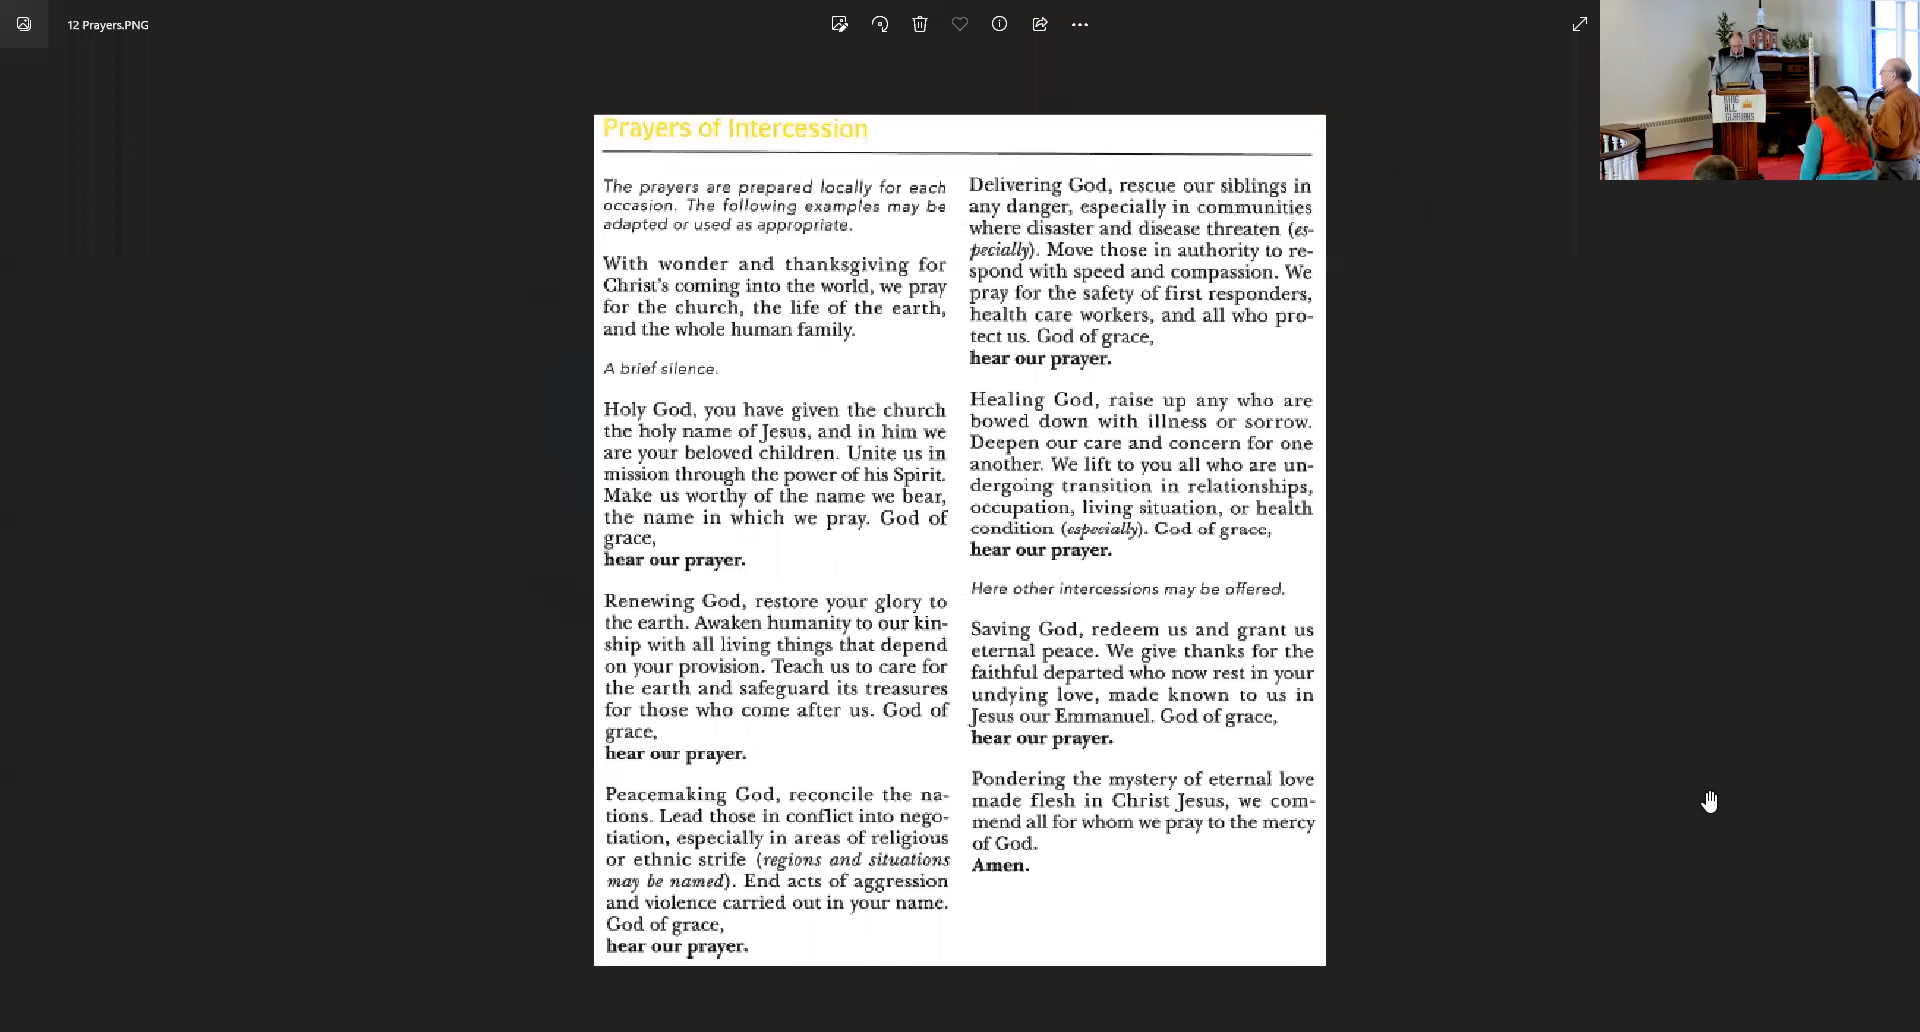 12 Prayers.PNG
RING
ALL
GLORIANS
Prayers of Intercession
The prayers are prepared locally for each
occasion. The following examples may be
adapted or used as appropriate.
With wonder and thanksgiving for
Christ's coming into the world, we pray
for the church, the life of the earth,
and the whole human family.
A brief silence.
Holy God, you have given the church
the holy name of Jesus, and in him we
are your beloved children. Unite us in
mission through the power of his Spirit.
Make us worthy of the name we bear,
the name in which we pray. God of
grace,
hear our prayer.
Renewing God, restore your glory to
the earth. Awaken humanity to our kin-
ship with all living things that depend
on your provision. Teach us to care for
the earth and safeguard its treasures
for those who come after us. God of
grace,
hear our prayer.
Peacemaking God, reconcile the na-
tions. Lead those in conflict into nego-
tiation, especially in areas of religious
or ethnic strife (regions and situations
may be named). End acts of aggression
and violence carried out in your name.
God of grace,
hear our prayer.
Delivering God, rescue our siblings in
any danger, especially in communities
where disaster and disease threaten (es-
pecially). Move those in authority to re-
spond with speed and compassion. We
pray for the safety of first responders,
health care workers, and all who pro-
tect us. God of grace,
hear our prayer.
Healing God, raise up any who are
bowed down with illness or sorrow.
Deepen our care and concern for one
another. We lift to you all who are un-
dergoing transition in relationships,
occupation, living situation, or health
condition (especially). God of grace,
hear our prayer.
Here other intercessions may be offered.
Saving God, redeem us and grant us
eternal peace. We give thanks for the
faithful departed who now rest in your
undying love, made known to us in
Jesus our Emmanuel. God of grace,
hear our prayer.
Pondering the mystery of eternal love
made flesh in Christ Jesus, we com-
mend all for whom we pray to the mercy
of God.
Amen.